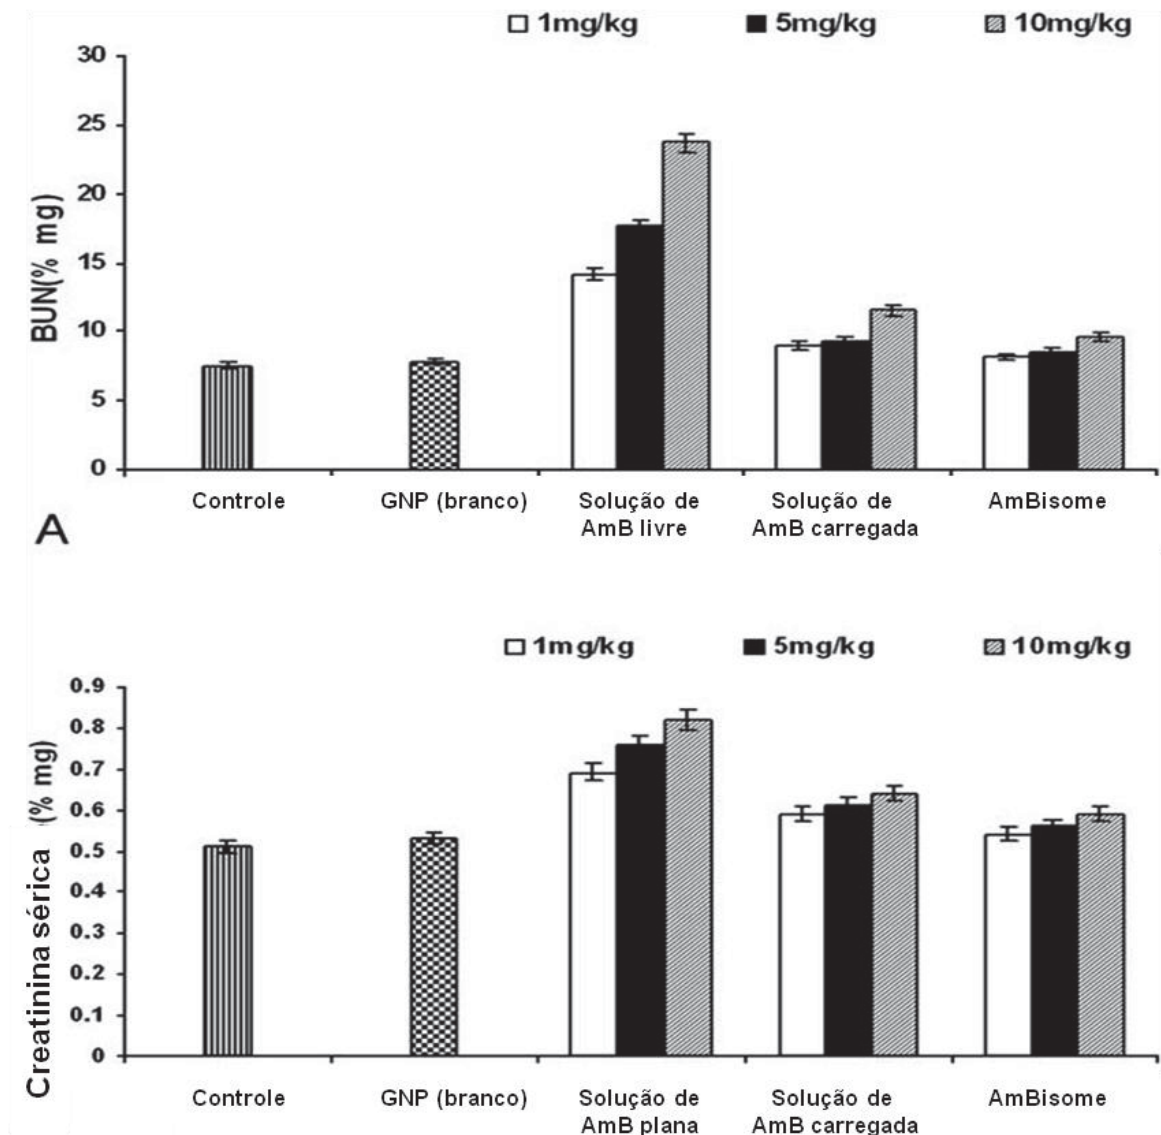 1mg/kg 5mg/kg 10mg/kg
30
25
20
15
10
5
0
BUN(% mg)
Controle GNP (branco) Solução de AmBisome
AmB livre
Solução de
AmB carregada
A
1mg/kg 5mg/kg 10mg/kg
0.9
0.8
0.7
0.6
0.5
0.4
0.3
0.2
0.1
0
Creatinina sérica (% mg)
Controle GNP (branco) Solução de AmBisome
AmB plana
Solução de
AmB carregada